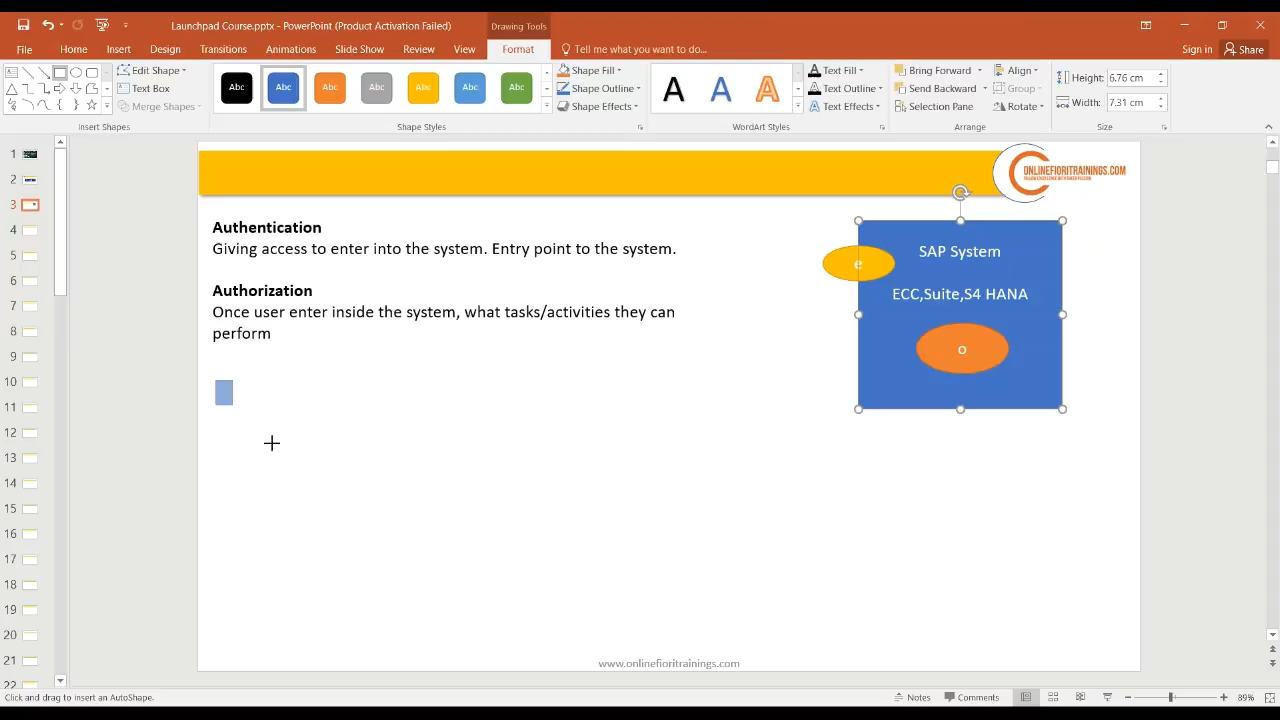 Launchpad Course.pptx - PowerPoint (Product Activation Failed)
Drawing Tools
File
Home
Insert
Design
Transitions
Animations
Slide Show
Review
View
Format
Tell me what you want to do...
Sign in
Share
Edit Shape
Text Box
Merge Shapes
Insert Shapes
Abc
Abc
Abc
Abc
Abc
Abc
Abc
Shape Fill
Shape Outline
Shape Effects
Shape Styles
A
A
A
Text Fill
Text Outline
Text Effects
WordArt Styles
Bring Forward
Send Backward
Selection Pane
Align
Group
Rotate
Arrange
Height: 6.76 cm
Width: 7.31 cm
Size
1
2
3
4
5
6
7
8
9
10
11
12
13
14
15
16
17
18
19
20
21
22
ONLINEFIORITRAININGS.COM
Authentication
Giving access to enter into the system. Entry point to the system.
Authorization
Once user enter inside the system, what tasks/activities they can
perform
SAP System
e
ECC,Suite,S4 HANA
o
www.onlinefioritrainings.com
Click and drag to insert an AutoShape.
Notes
Comments
89%